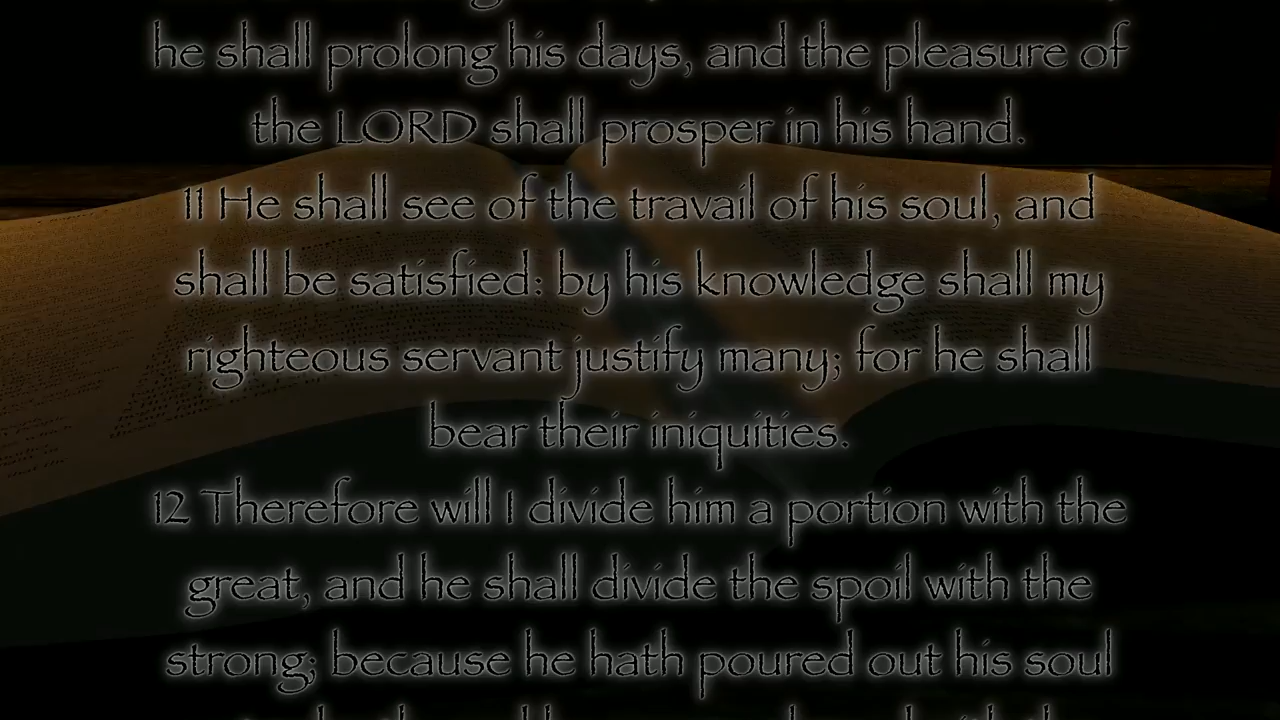 he shall prolong his days, and the pleasure of
the LORD shall prosper in his hand.
11 He shall see of the travail of his soul, and
shall be satisfied: by his knowledge shall my
righteous servant justify many; for he shall
bear their iniquities.
12 Therefore will I divide him a portion with the
great, and he shall divide the spoil with the
strong; because he hath poured out his soul